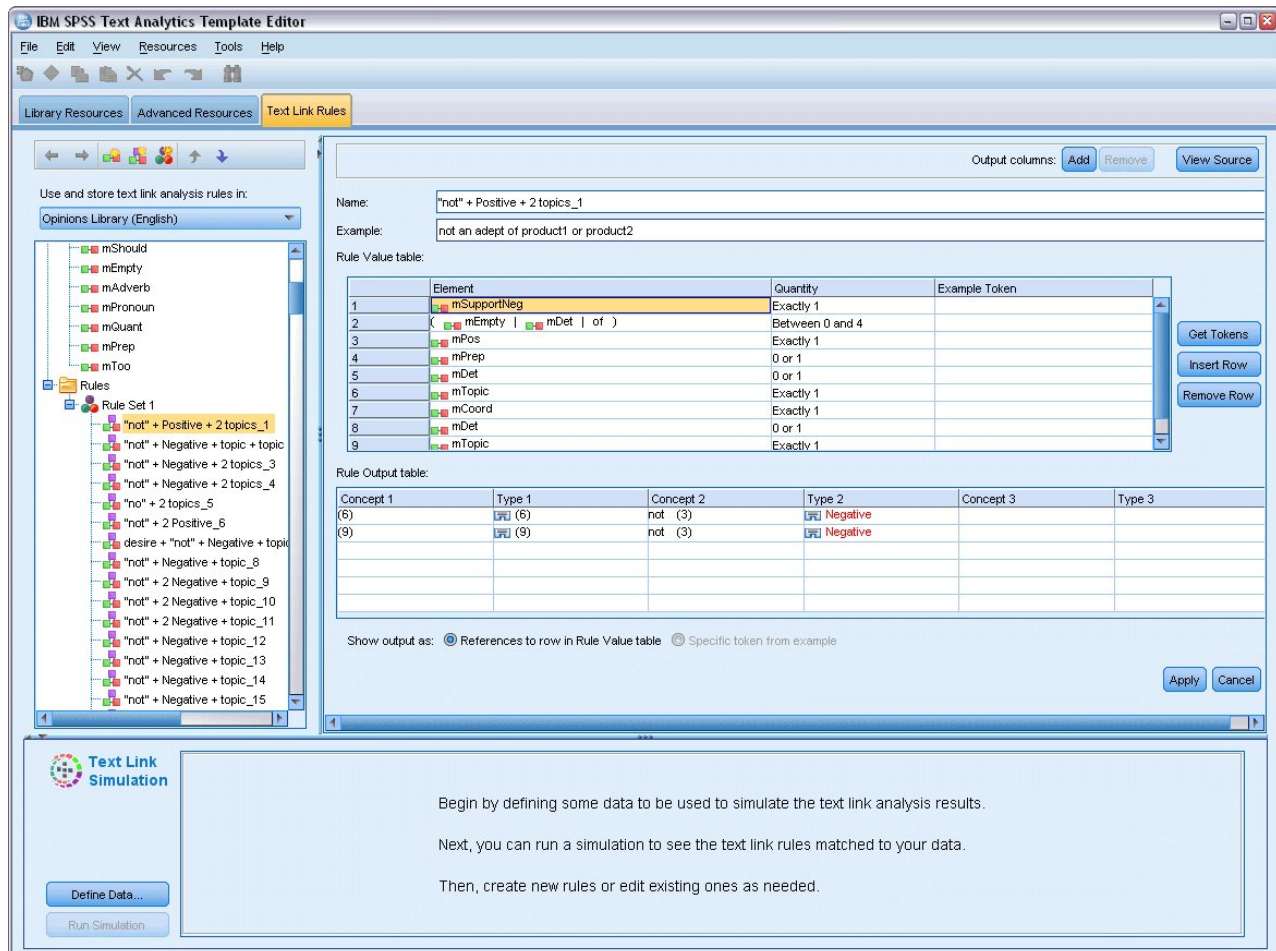 IBM SPSS Text Analytics Template Editor
File Edit View Resources Tools Help
Library Resources Advanced Resources Text Link Rules
Use and store text link analysis rules in:
Opinions Library (English)
mShould
mEmpty
mAdverb
mPronoun
mQuant
mPrep
mToo
Rules
Rule Set 1
"not" + Positive + 2 topics_1
"not" + Negative + topic + topic
"not" + Negative + 2 topics_3
"not" + Negative + 2 topics_4
"no" + 2 topics_5
"not" + 2 Positive_6
desire + "not" + Negative + topic
"not" + Negative + topic_8
"not" + 2 Negative + topic_9
"not" + 2 Negative + topic_10
"not" + 2 Negative + topic_11
"not" + Negative + topic_12
"not" + Negative + topic_13
"not" + Negative + topic_14
"not" + Negative + topic_15
Output columns: Add Remove View Source
Name: "not" + Positive + 2 topics_1
Example: not an adept of product1 or product2
Rule Value table:
Element Quantity Example Token
1 mSupportNeg Exactly 1
2 ( mEmpty | mDet | of ) Between 0 and 4
3 mPos Exactly 1
4 mPrep 0 or 1
5 mDet 0 or 1
6 mTopic Exactly 1
7 mCoord Exactly 1
8 mDet 0 or 1
9 mTopic Exactly 1
Get Tokens
Insert Row
Remove Row
Rule Output table:
Concept 1 Type 1 Concept 2 Type 2 Concept 3 Type 3
(6) (6) not (3) Negative
(9) (9) not (3) Negative
Show output as: References to row in Rule Value table Specific token from example
Apply Cancel
Text Link
Simulation
Begin by defining some data to be used to simulate the text link analysis results.
Next, you can run a simulation to see the text link rules matched to your data.
Then, create new rules or edit existing ones as needed.
Define Data...
Run Simulation